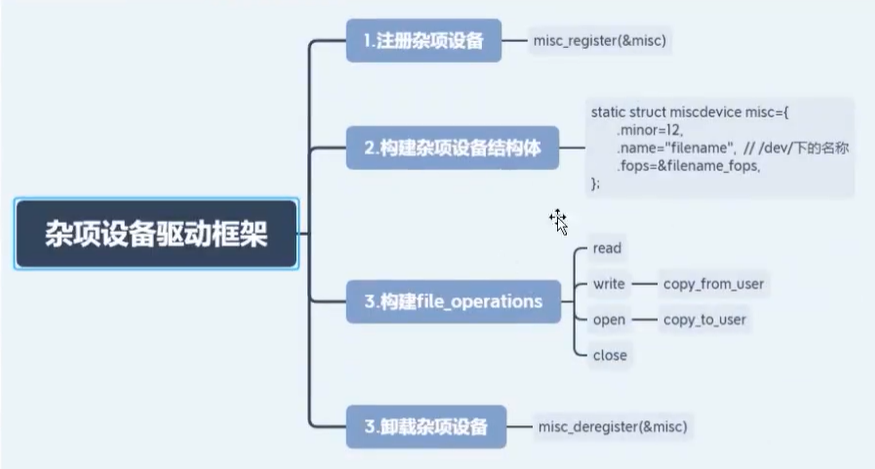 杂项设备驱动框架
1.注册杂项设备
misc_register(&misc)
2.构建杂项设备结构体
static struct miscdevice misc={
.minor=12,
.name="filename", // /dev/下的名称
.fops=&filename_fops,
};
3.构建file_operations
read
write
copy_from_user
open
copy_to_user
close
3.卸载杂项设备
misc_deregister(&misc)